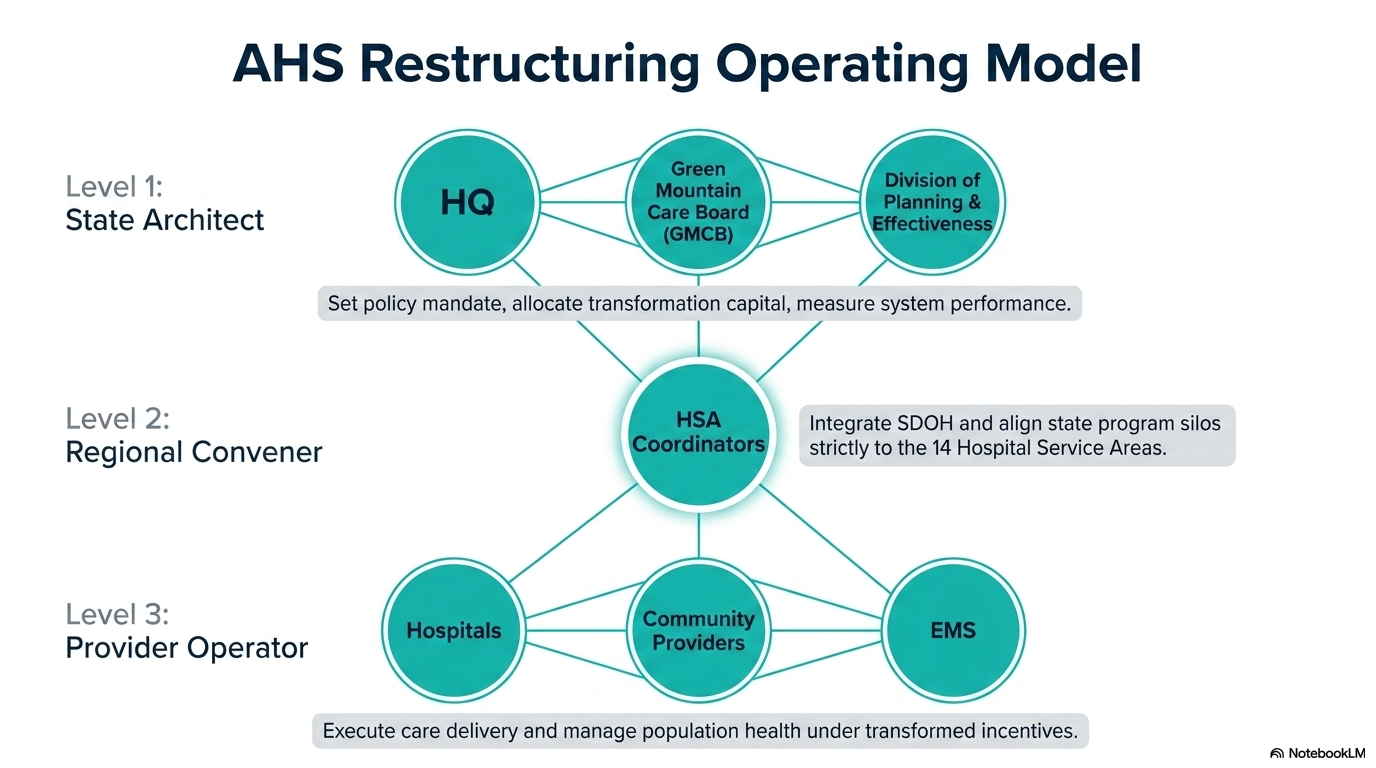 AHS Restructuring Operating Model
Level 1:
State Architect
HQ
Green
Mountain
Care Board
(GMCB)
Division of
Planning &
Effectiveness
Set policy mandate, allocate transformation capital, measure system performance.
Level 2:
Regional Convener
HSA
Coordinators
Integrate SDOH and align state program silos
strictly to the 14 Hospital Service Areas.
Level 3:
Provider Operator
Hospitals
Community
Providers
EMS
Execute care delivery and manage population health under transformed incentives.
NotebookLM